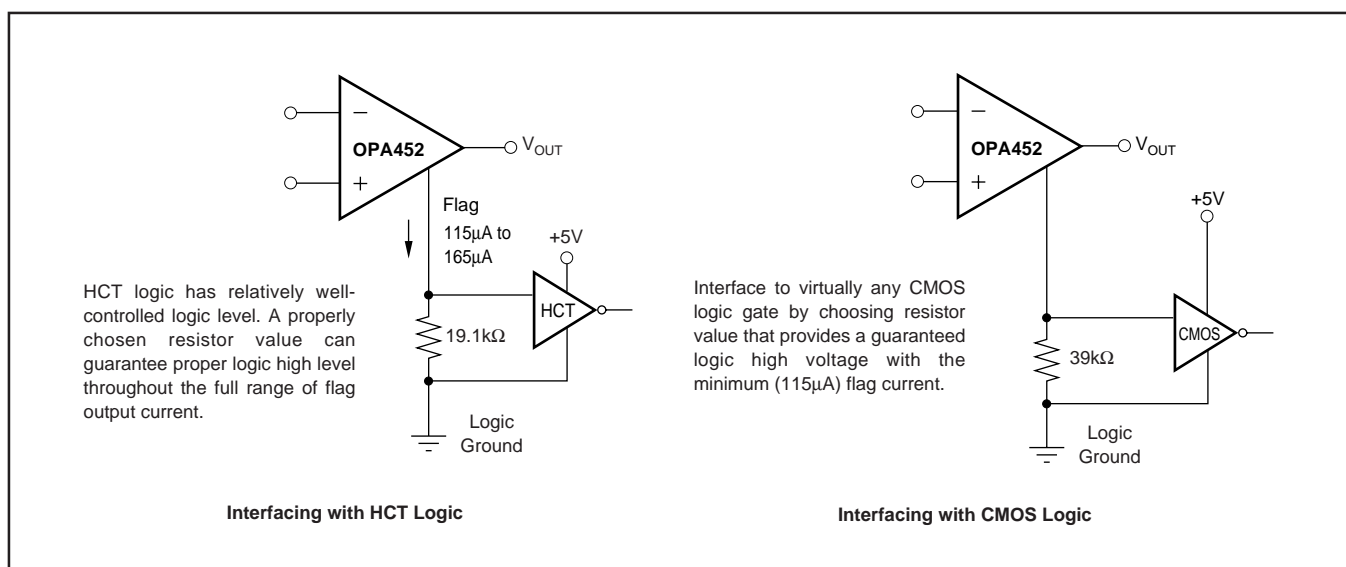 −
OPA452
+
VOUT
Flag
115µA to
165µA
+5V
HCT
19.1kΩ
Logic
Ground
HCT logic has relatively well-
controlled logic level. A properly
chosen resistor value can
guarantee proper logic high level
throughout the full range of flag
output current.
Interfacing with HCT Logic
−
OPA452
+
VOUT
+5V
CMOS
39kΩ
Logic
Ground
Interface to virtually any CMOS
logic gate by choosing resistor
value that provides a guaranteed
logic high voltage with the
minimum (115µA) flag current.
Interfacing with CMOS Logic